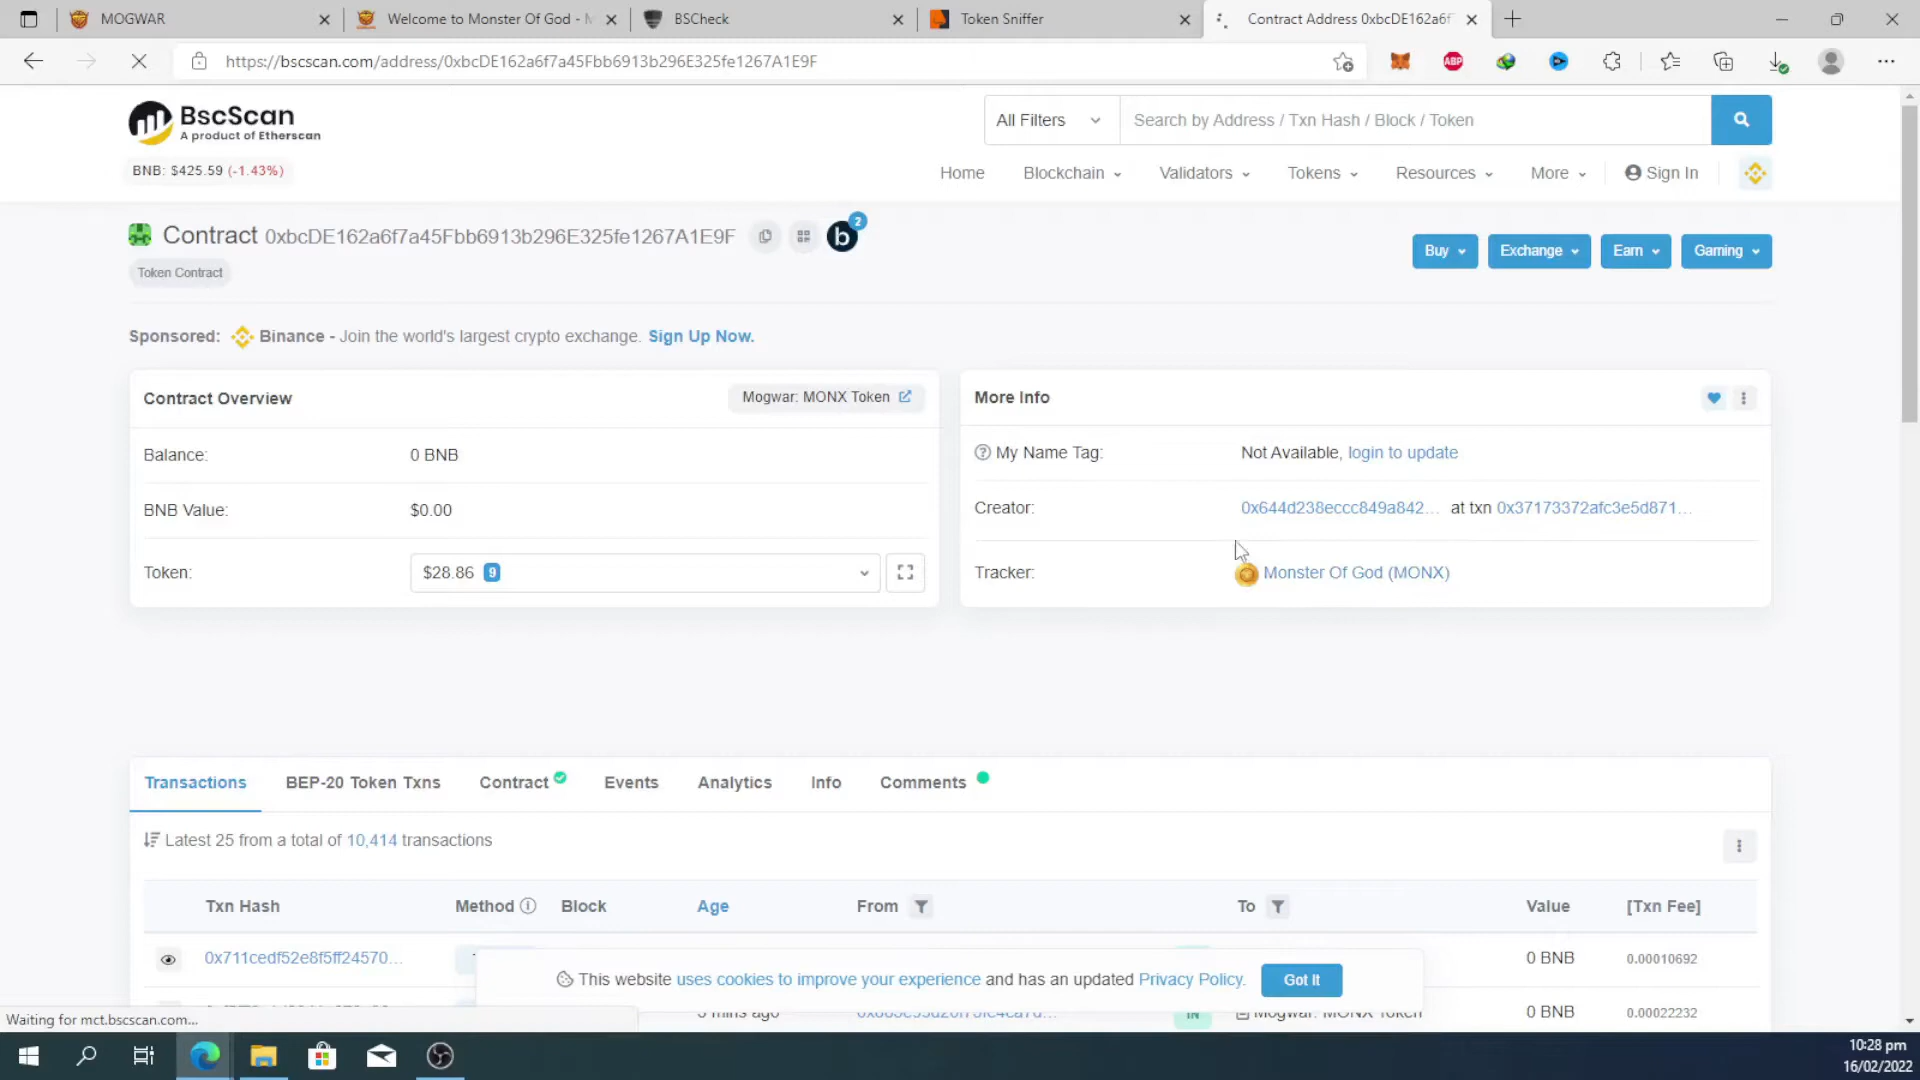 MOGWAR
Welcome to Monster Of God - M
BSCheck
Token Sniffer
Contract Address 0xbcDE162a6f
https://bscscan.com/address/0xbcDE162a6f7a45Fbb6913b296E325fe1267A1E9F
ABP
BscScan
A product of Etherscan
All Filters
Search by Address / Txn Hash / Block / Token
BNB: $425.59 (-1.43%)
Home
Blockchain
Validators
Tokens
Resources
More
Sign In
Contract 0xbcDE162a6f7a45Fbb6913b296E325fe1267A1E9F
b
2
Buy
Exchange
Earn
Gaming
Token Contract
Sponsored: Binance - Join the world's largest crypto exchange. Sign Up Now.
Contract Overview
Mogwar: MONX Token
Balance:
0 BNB
BNB Value:
$0.00
Token:
$28.86 9
More Info
My Name Tag:
Not Available, login to update
Creator:
0x644d238eccc849a842... at txn 0x37173372afc3e5d871...
Tracker:
Monster Of God (MONX)
Transactions
BEP-20 Token Txns
Contract
Events
Analytics
Info
Comments
Latest 25 from a total of 10,414 transactions
Txn Hash
Method
Block
Age
From
To
Value
[Txn Fee]
0x711cedf52e8f5ff24570...
0 BNB
0.00010692
This website uses cookies to improve your experience and has an updated Privacy Policy.
Got It
mins ago
IN
Mogwar: MONX Token
0 BNB
0.00022232
Waiting for mct.bscscan.com...
10:28 pm
16/02/2022